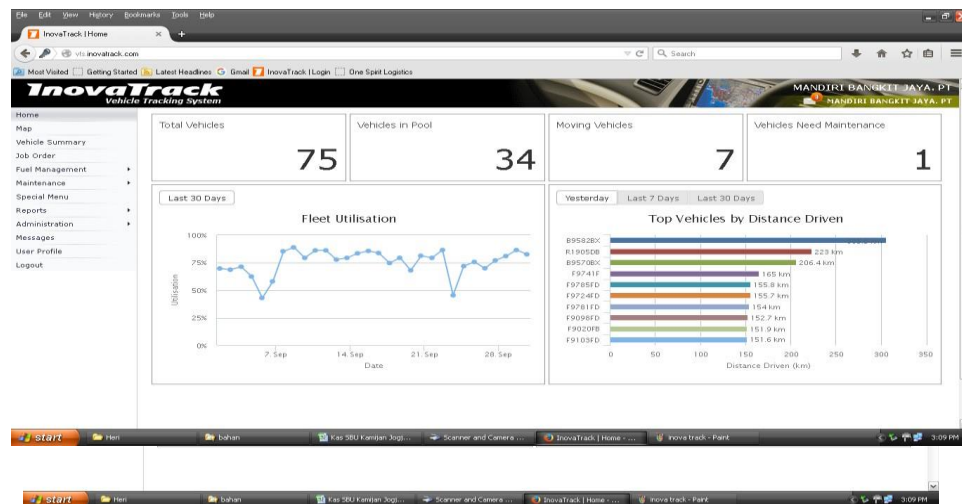 File Edit View History Bookmarks Tools Help
InovaTrack | Home × +
vts.inovatrack.com
Search
Most Visited Getting Started Latest Headlines Gmail InovaTrack | Login One Spirit Logistics
InovaTrack
Vehicle Tracking System
MANDIRI BANGKIT JAYA. PT
MANDIRI BANGKIT JAYA. PT
Home
Map
Vehicle Summary
Job Order
Fuel Management
Maintenance
Special Menu
Reports
Administration
Messages
User Profile
Logout
Total Vehicles
75
Vehicles in Pool
34
Moving Vehicles
7
Vehicles Need Maintenance
1
Last 30 Days
Fleet Utilisation
100%
75%
50%
25%
0%
Utilisation
7. Sep 14. Sep 21. Sep 28. Sep
Date
Yesterday Last 7 Days Last 30 Days
Top Vehicles by Distance Driven
B9582BX
R1905DB 223 km
B9570BX 206.4 km
F9741F 165 km
F9785FD 155.8 km
F9724FD 155.7 km
F9781FD 154 km
F9098FD 152.7 km
F9020FB 151.9 km
F9103FD 151.6 km
0 50 100 150 200 250 300 350
Distance Driven (km)
start Heri bahan Kas SBU Kamijan Jogj... Scanner and Camera ... InovaTrack | Home - ... inova track - Paint 3:09 PM
start Heri bahan Kas SBU Kamijan Jogj... Scanner and Camera ... InovaTrack | Home - ... inova track - Paint 3:09 PM